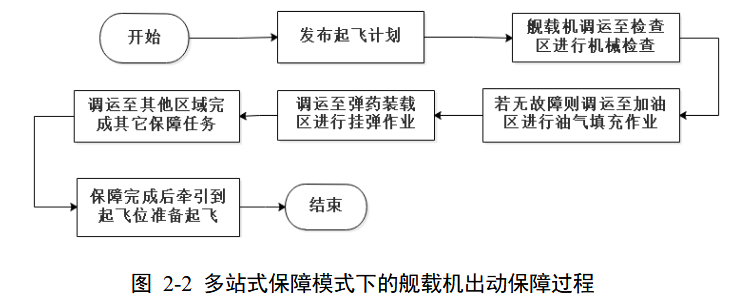 开始
发布起飞计划
舰载机调运至检查
区进行机械检查
若无故障则调运至加油
区进行油气填充作业
调运至弹药装载
区进行挂弹作业
调运至其他区域完
成其它保障任务
保障完成后牵引到
起飞位准备起飞
结束
图 2-2 多站式保障模式下的舰载机出动保障过程